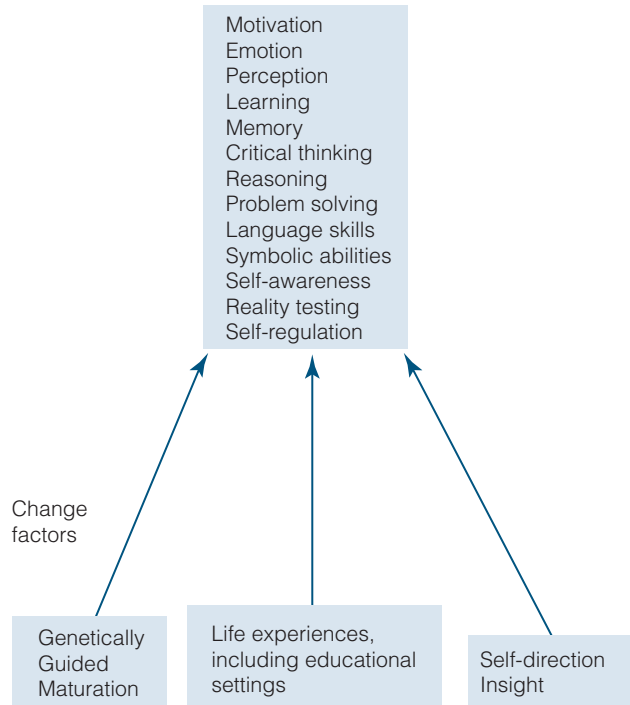 Motivation
Emotion
Perception
Learning
Memory
Critical thinking
Reasoning
Problem solving
Language skills
Symbolic abilities
Self-awareness
Reality testing
Self-regulation
Change
factors
Genetically
Guided
Maturation
Life experiences,
including educational
settings
Self-direction
Insight